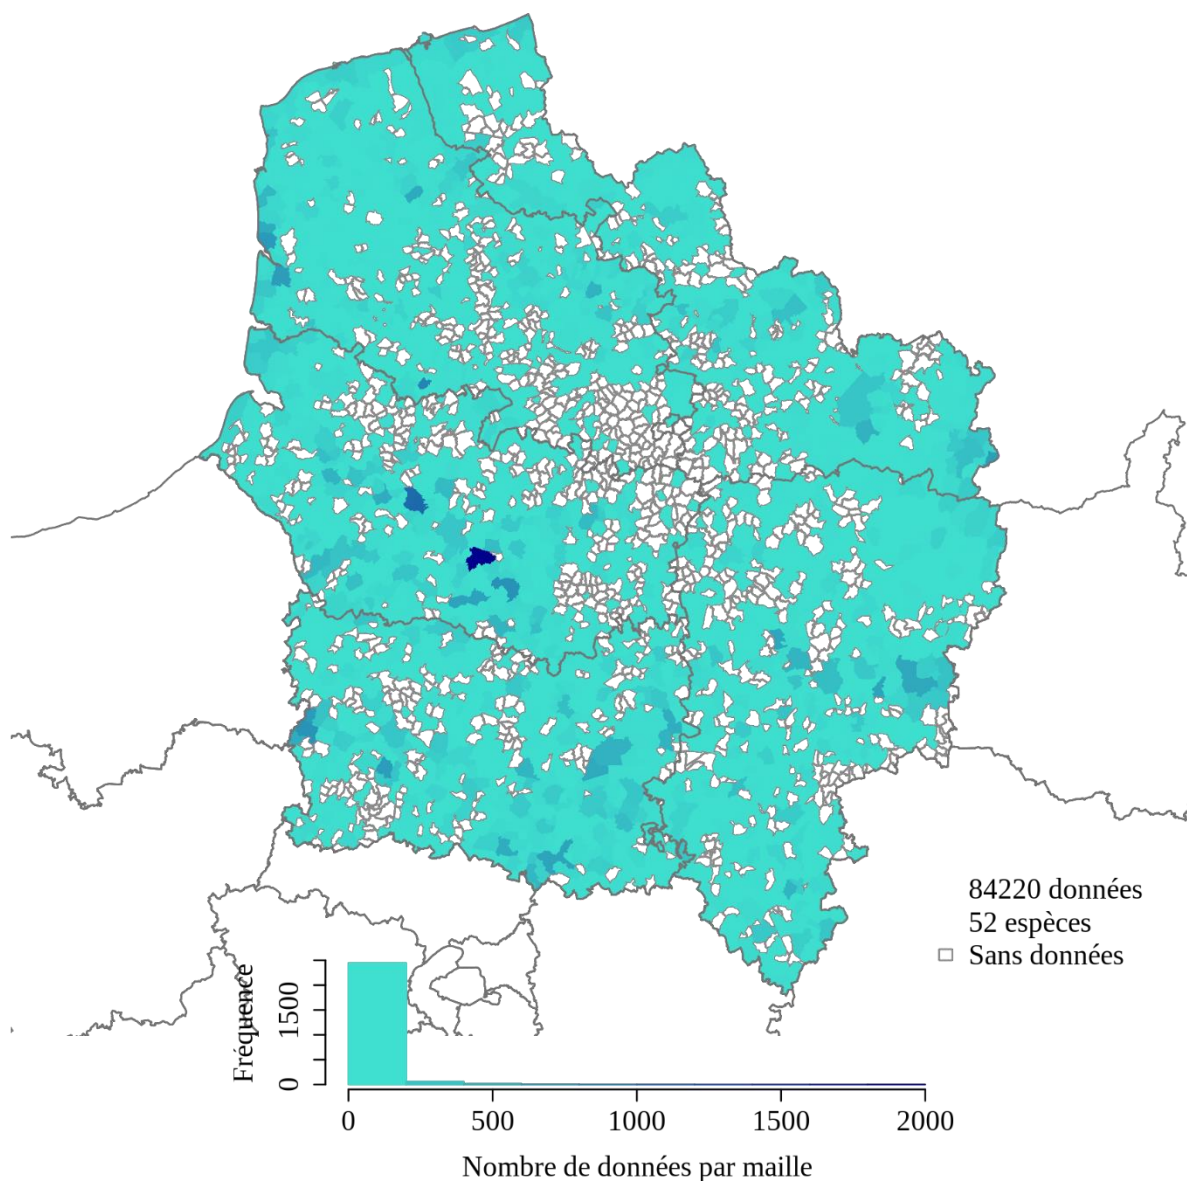 84220 données
52 espèces
Sans données
Fréquence
0 1500
0 500 1000 1500 2000
Nombre de données par maille